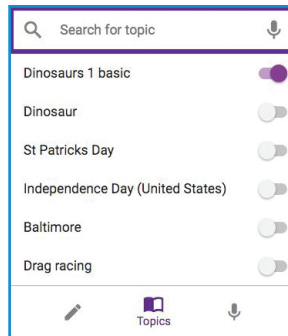 Search for topic
Dinosaurs 1 basic
Dinosaur
St Patricks Day
Independence Day (United States)
Baltimore
Drag racing
Topics